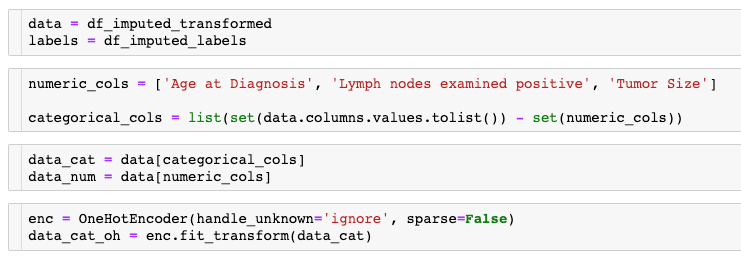 data = df_imputed_transformed
labels = df_imputed_labels
numeric_cols = ['Age at Diagnosis', 'Lymph nodes examined positive', 'Tumor Size']
categorical_cols = list(set(data.columns.values.tolist()) - set(numeric_cols))
data_cat = data[categorical_cols]
data_num = data[numeric_cols]
enc = OneHotEncoder(handle_unknown='ignore', sparse=False)
data_cat_oh = enc.fit_transform(data_cat)